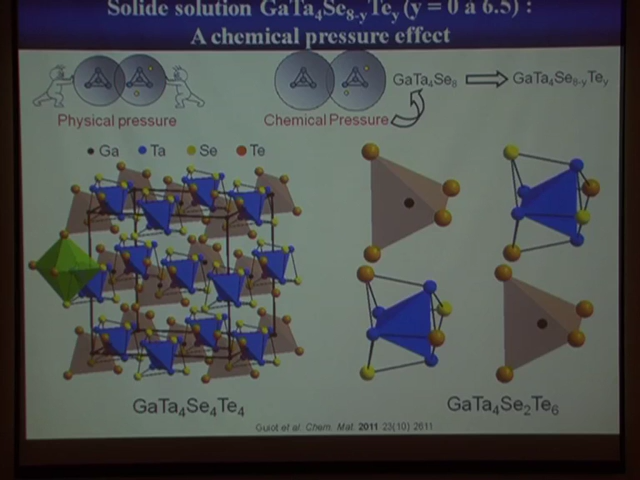 Solide solution GaTa₄Se₈₋ᵧTeᵧ (y = 0 à 6.5) :
A chemical pressure effect
GaTa₄Se₈
GaTa₄Se₈₋ᵧTeᵧ
Physical pressure
Chemical Pressure
Ga Ta Se Te
GaTa₄Se₄Te₄
GaTa₄Se₂Te₆
Guiot et al. Chem. Mat. 2011 23(10) 2611